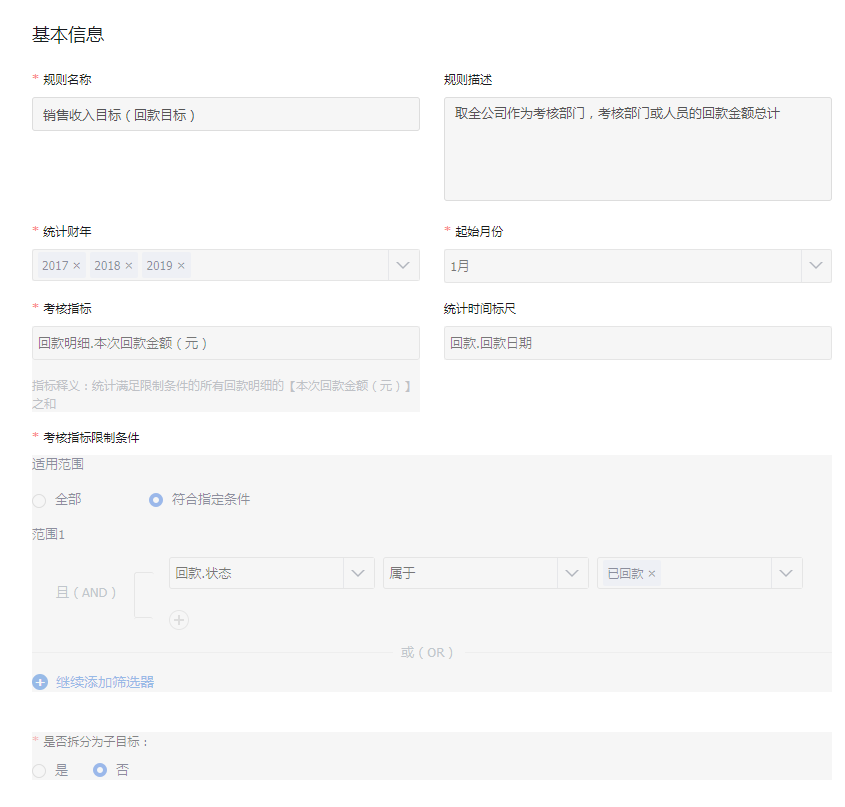 基本信息
* 规则名称
规则描述
销售收入目标（回款目标）
取全公司作为考核部门，考核部门或人员的回款金额总计
* 统计财年
* 起始月份
2017 × 2018 × 2019 ×
1月
* 考核指标
统计时间标尺
回款明细.本次回款金额（元）
回款.回款日期
指标释义：统计满足限制条件的所有回款明细的【本次回款金额（元）】
之和
* 考核指标限制条件
适用范围
全部 符合指定条件
范围1
回款.状态 属于 已回款 ×
且（AND）
或（OR）
继续添加筛选器
* 是否拆分为子目标：
是 否